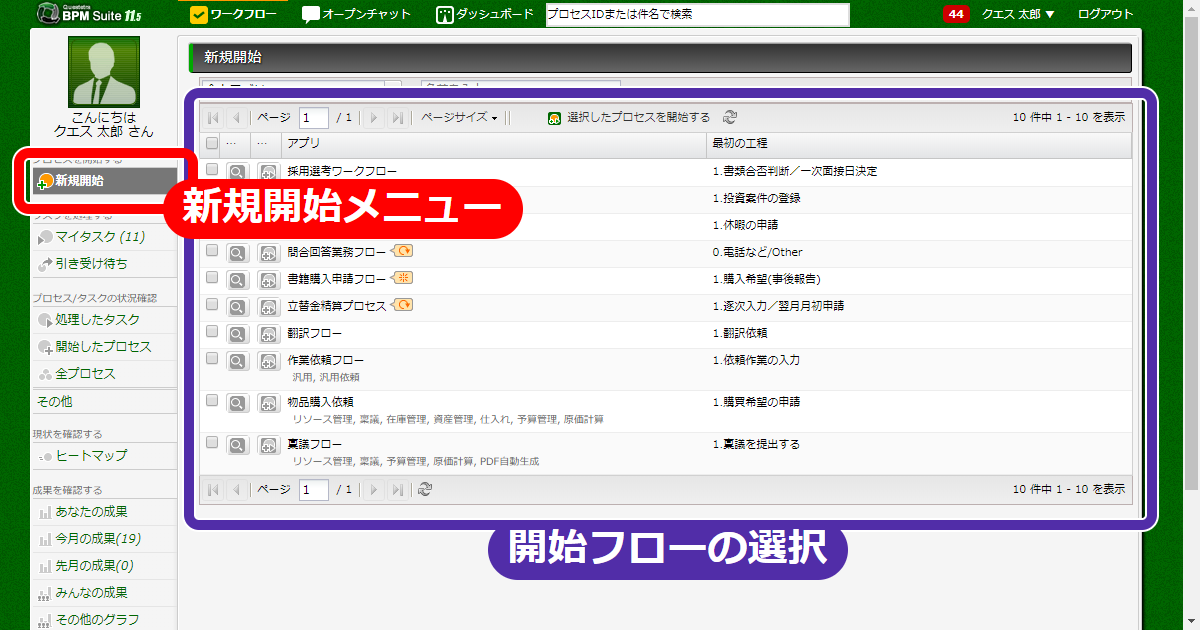 Questetra
BPM Suite 11.5
ワークフロー
オープンチャット
ダッシュボード
プロセスIDまたは件名で検索
44
クエス 太郎 ▼
ログアウト
こんにちは
クエス 太郎 さん
プロセスを開始する
新規開始
タスクを処理する
マイタスク (11)
引き受け待ち
プロセス/タスクの状況確認
処理したタスク
開始したプロセス
全プロセス
その他
現状を確認する
ヒートマップ
成果を確認する
あなたの成果
今月の成果(19)
先月の成果(0)
みんなの成果
その他のグラフ
新規開始
ページ 1 / 1 ページサイズ 選択したプロセスを開始する 10 件中 1 - 10 を表示
... ... アプリ 最初の工程
採用選考ワークフロー 1.書類合否判断／一次面接日決定
1.投資案件の登録
1.休暇の申請
問合回答業務フロー 0.電話など/Other
書籍購入申請フロー 1.購入希望(事後報告)
立替金精算プロセス 1.逐次入力／翌月月初申請
翻訳フロー 1.翻訳依頼
作業依頼フロー 1.依頼作業の入力
汎用, 汎用依頼
物品購入依頼 1.購買希望の申請
リソース管理, 稟議, 在庫管理, 資産管理, 仕入れ, 予算管理, 原価計算
稟議フロー 1.稟議を提出する
リソース管理, 稟議, 予算管理, 原価計算, PDF自動生成
ページ 1 / 1 10 件中 1 - 10 を表示
新規開始メニュー
開始フローの選択